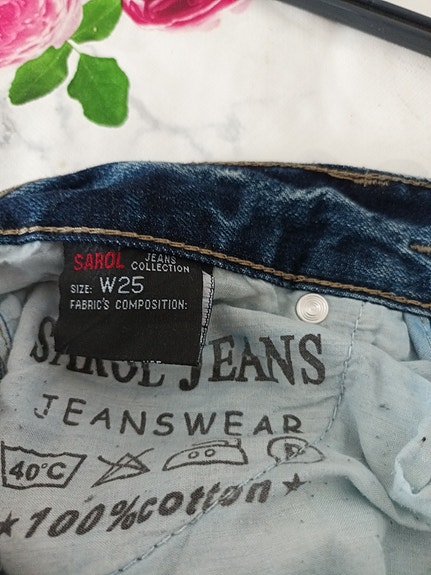 SAROL JEANS
COLLECTION
SIZE: W25
FABRIC'S COMPOSITION:
SAROL JEANS
JEANSWEAR
40°C P
★100%cotton★